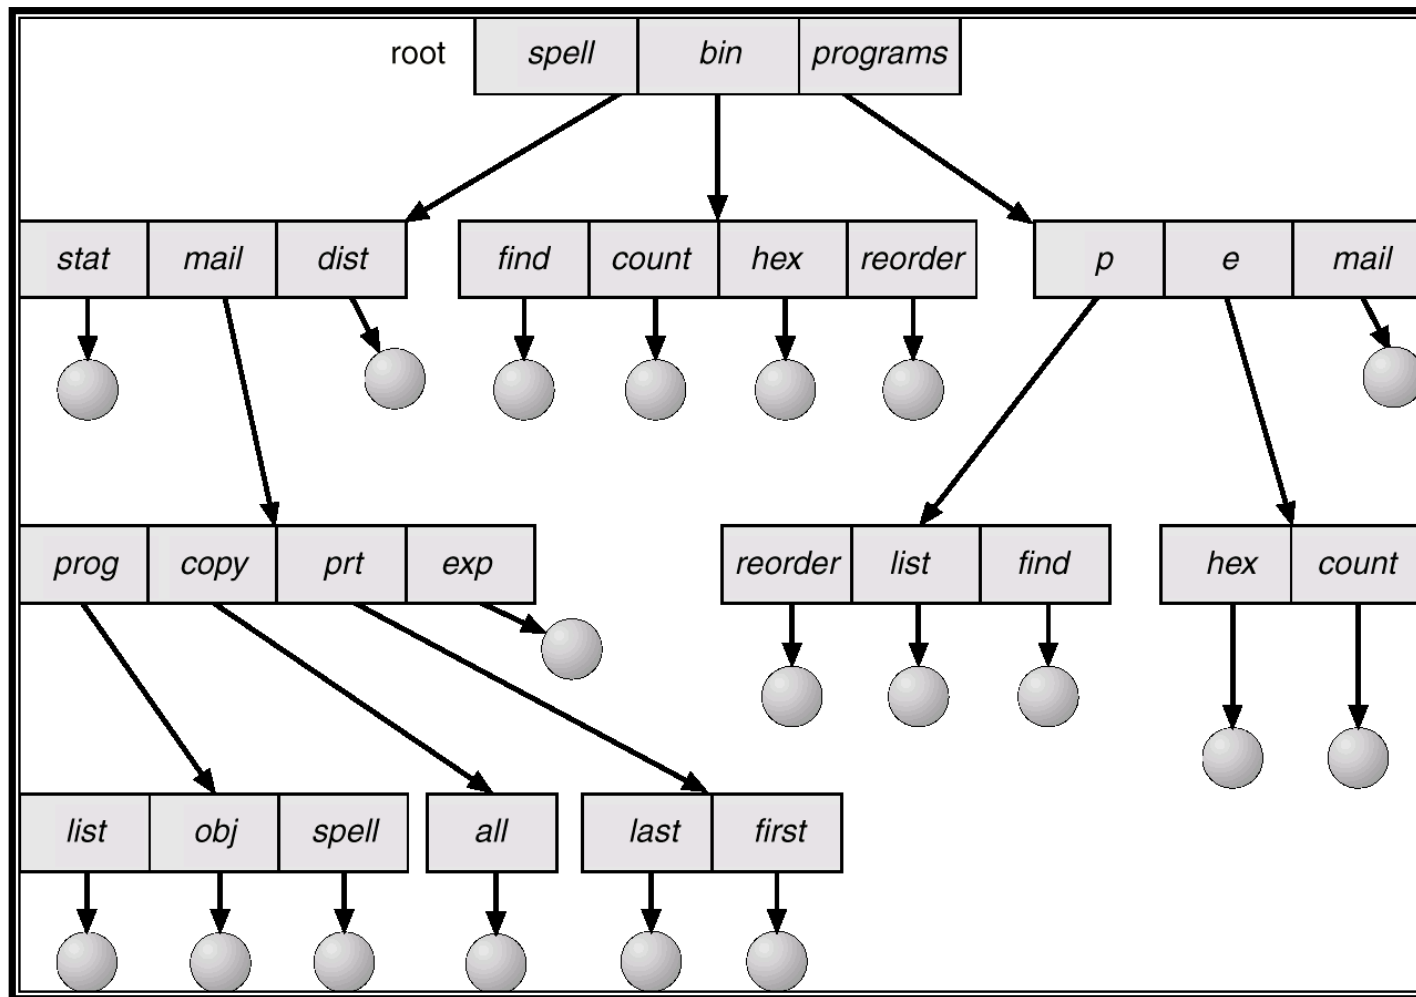 root spell bin programs
stat mail dist find count hex reorder p e mail
prog copy prt exp reorder list find hex count
list obj spell all last first